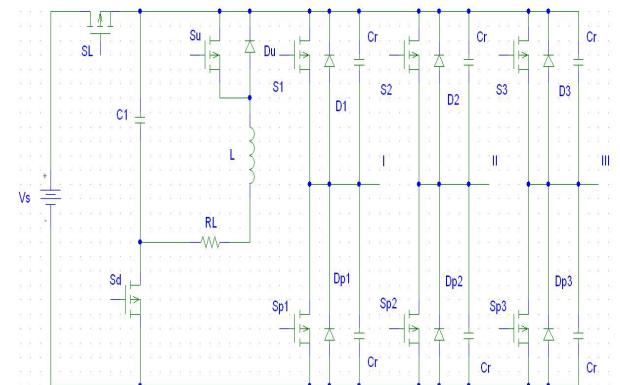 SL
Su
Du
S1
D1
Cr
S2
D2
Cr
S3
D3
Cr
C1
L
I
II
III
+
Vs
-
RL
Sd
Sp1
Dp1
Cr
Sp2
Dp2
Cr
Sp3
Dp3
Cr